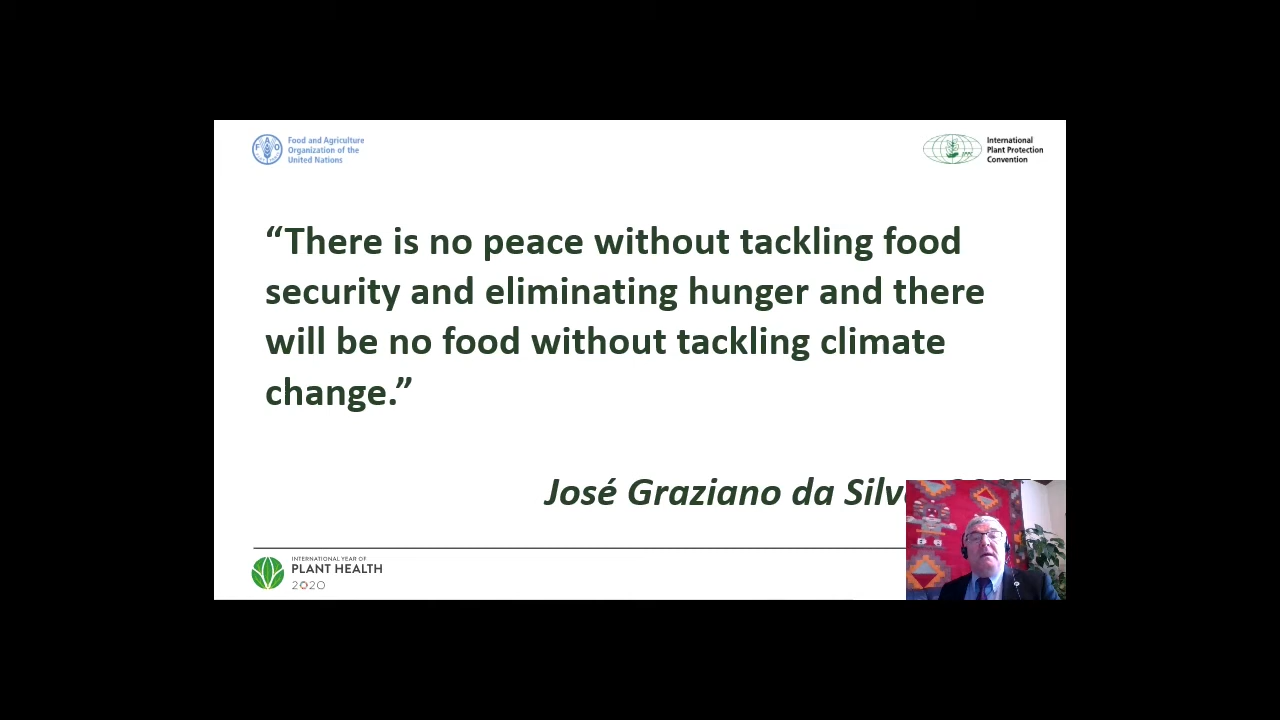 Food and Agriculture
Organization of the
United Nations
International
Plant Protection
Convention
“There is no peace without tackling food
security and eliminating hunger and there
will be no food without tackling climate
change.”
José Graziano da
INTERNATIONAL YEAR OF
PLANT HEALTH
2020